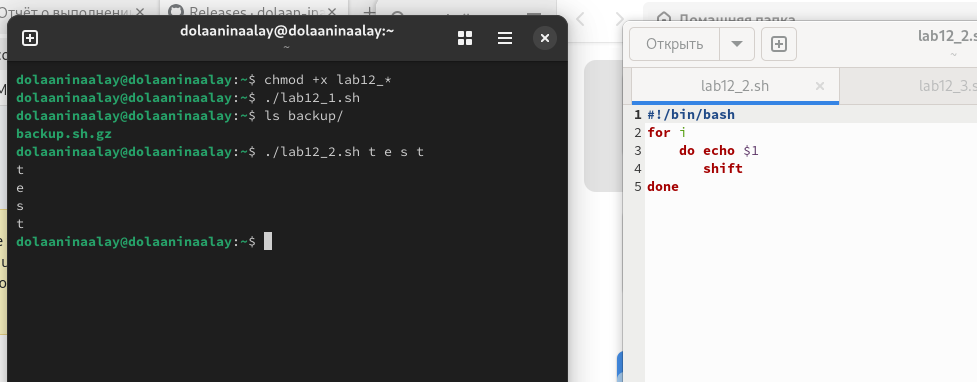 Отчёт о выполнени
Releases · dolaan-in
Домашняя папка
dolaaninaalay@dolaaninaalay:~
~
dolaaninaalay@dolaaninaalay:~$ chmod +x lab12_*
dolaaninaalay@dolaaninaalay:~$ ./lab12_1.sh
dolaaninaalay@dolaaninaalay:~$ ls backup/
backup.sh.gz
dolaaninaalay@dolaaninaalay:~$ ./lab12_2.sh t e s t
t
e
s
t
dolaaninaalay@dolaaninaalay:~$
Открыть
lab12_2.s
~
lab12_2.sh
lab12_3.s
1 #!/bin/bash
2 for i
3 do echo $1
4 shift
5 done